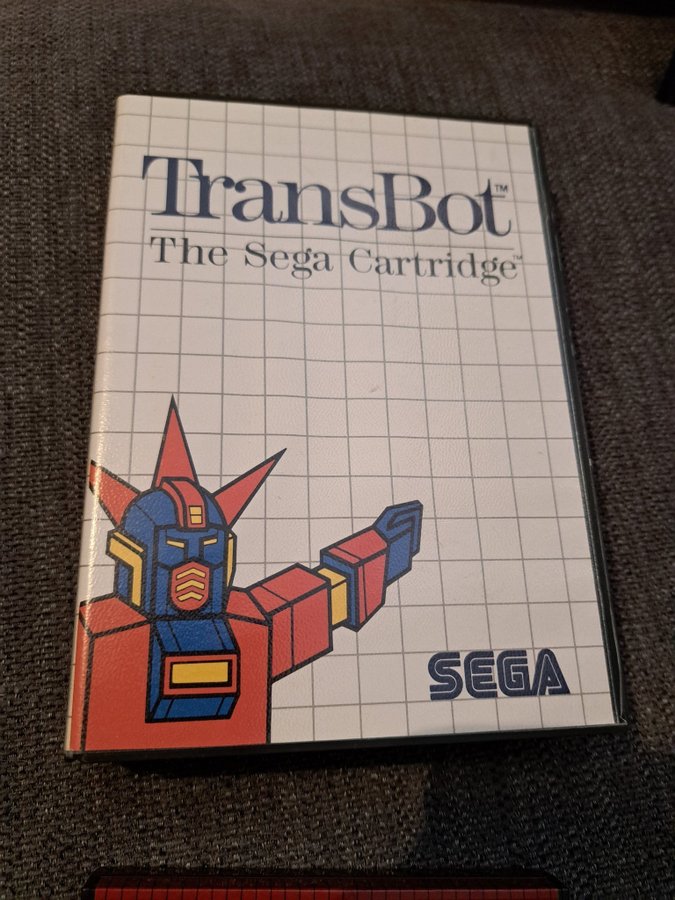 TransBot™
The Sega Cartridge™
SEGA